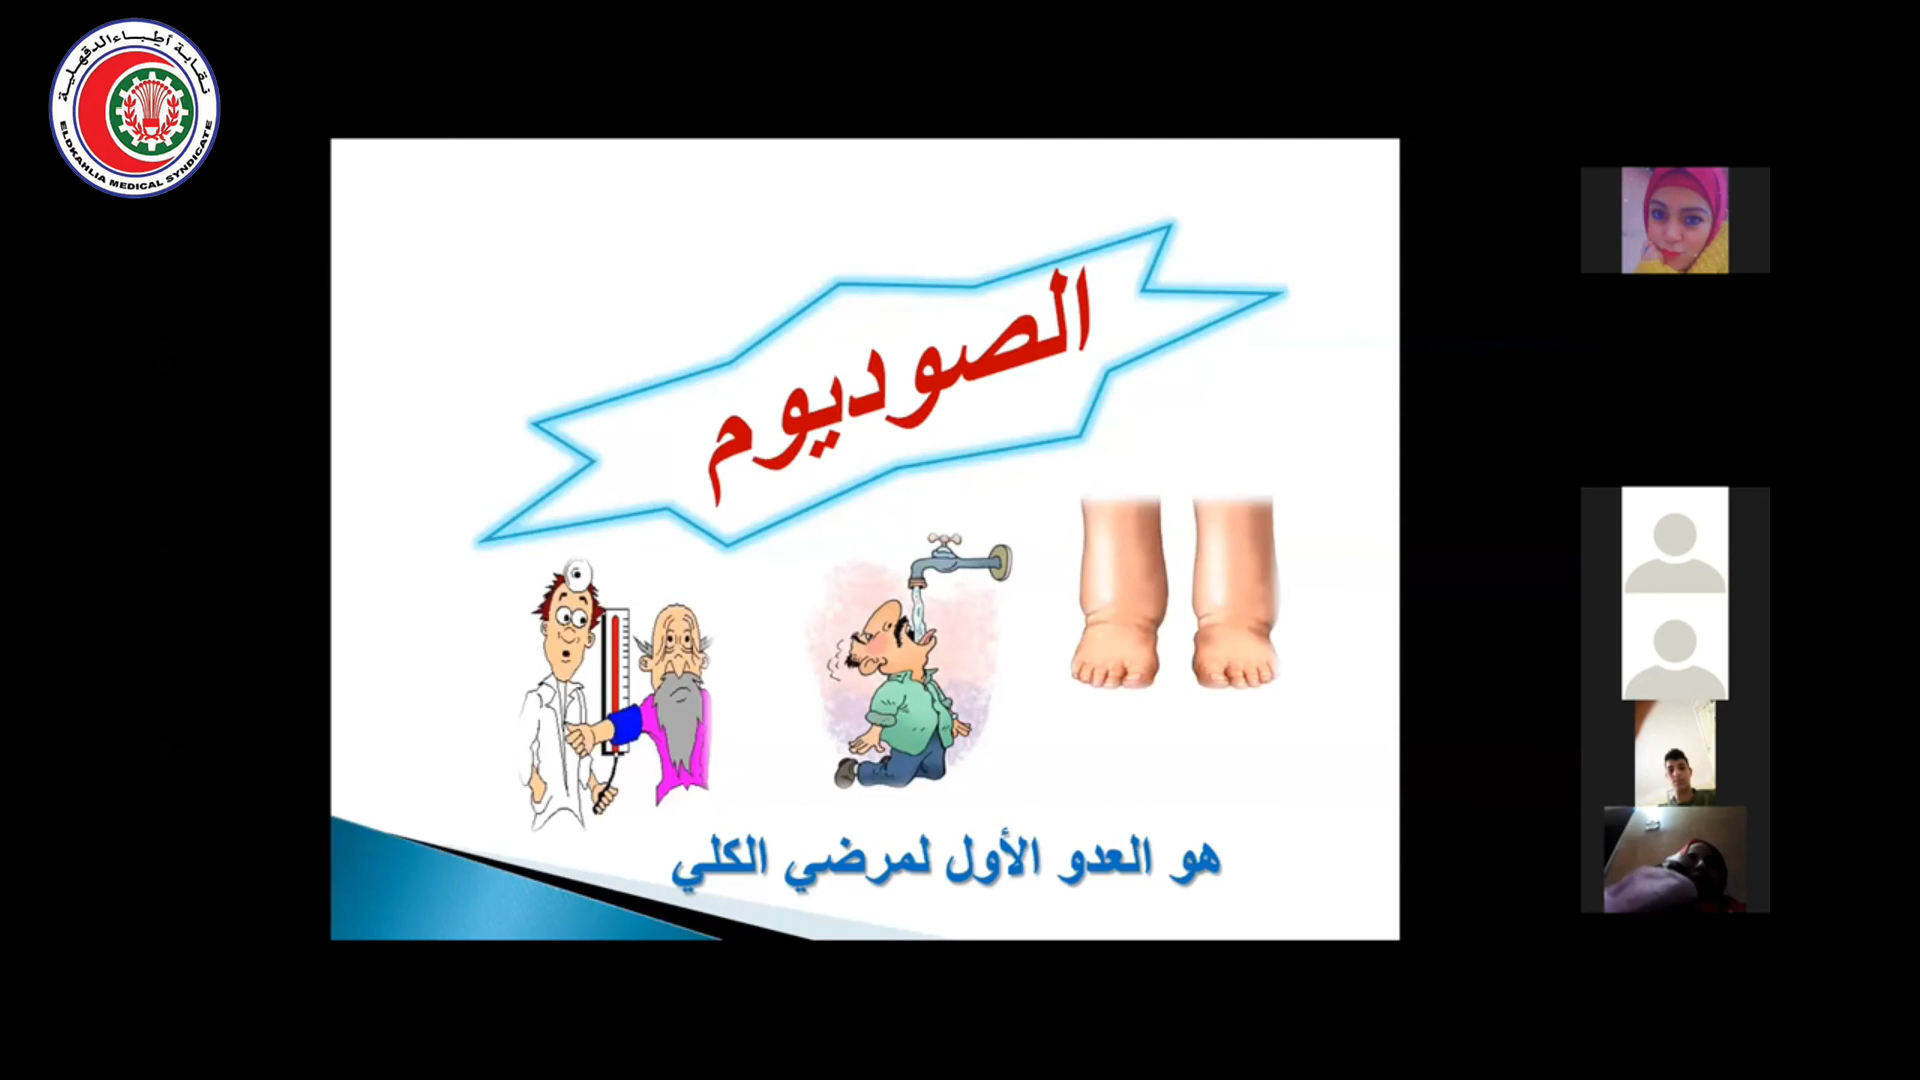 نقابة أطباء الدقهلية
ELDKAHLIA MEDICAL SYNDICATE
الصوديوم
هو العدو الأول لمرضي الكلي